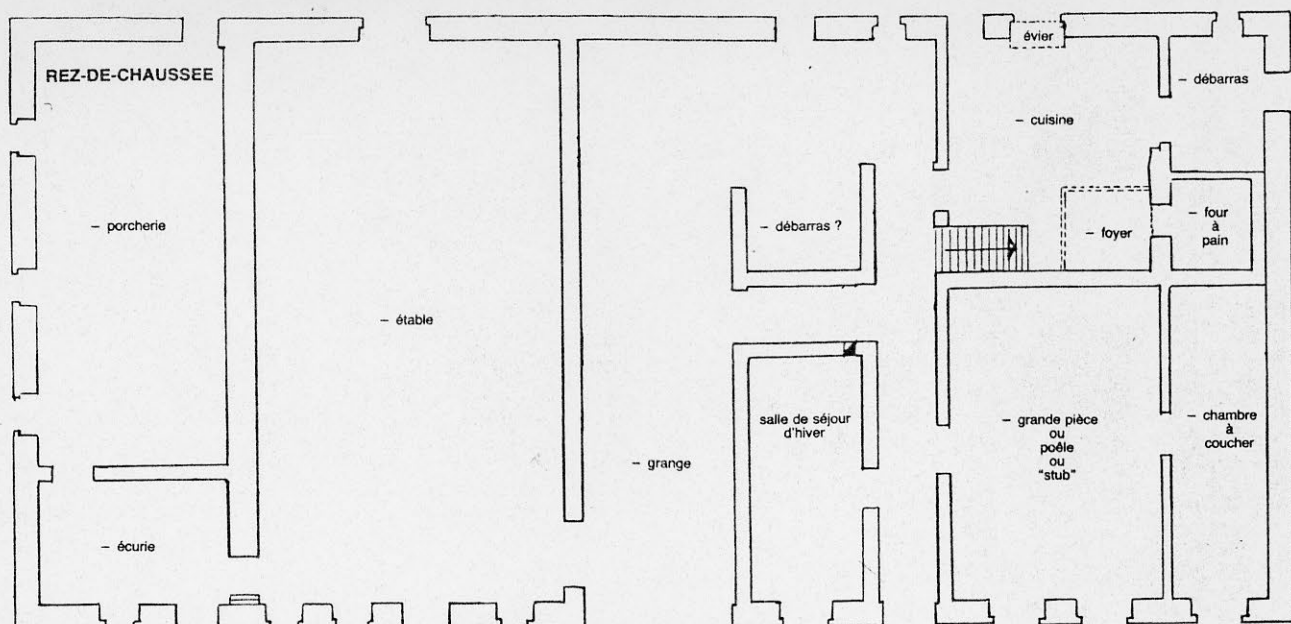 REZ-DE-CHAUSSEE
évier
– débarras
– cuisine
– porcherie
– débarras ?
– foyer
– four
à
pain
– étable
salle de séjour
d'hiver
– grande pièce
ou
poêle
ou
"stub"
– chambre
à
coucher
– grange
– écurie